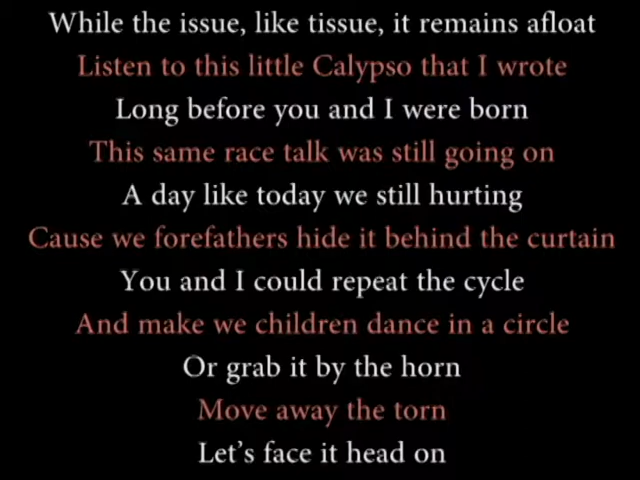 While the issue, like tissue, it remains afloat
Listen to this little Calypso that I wrote
Long before you and I were born
This same race talk was still going on
A day like today we still hurting
Cause we forefathers hide it behind the curtain
You and I could repeat the cycle
And make we children dance in a circle
Or grab it by the horn
Move away the torn
Let's face it head on